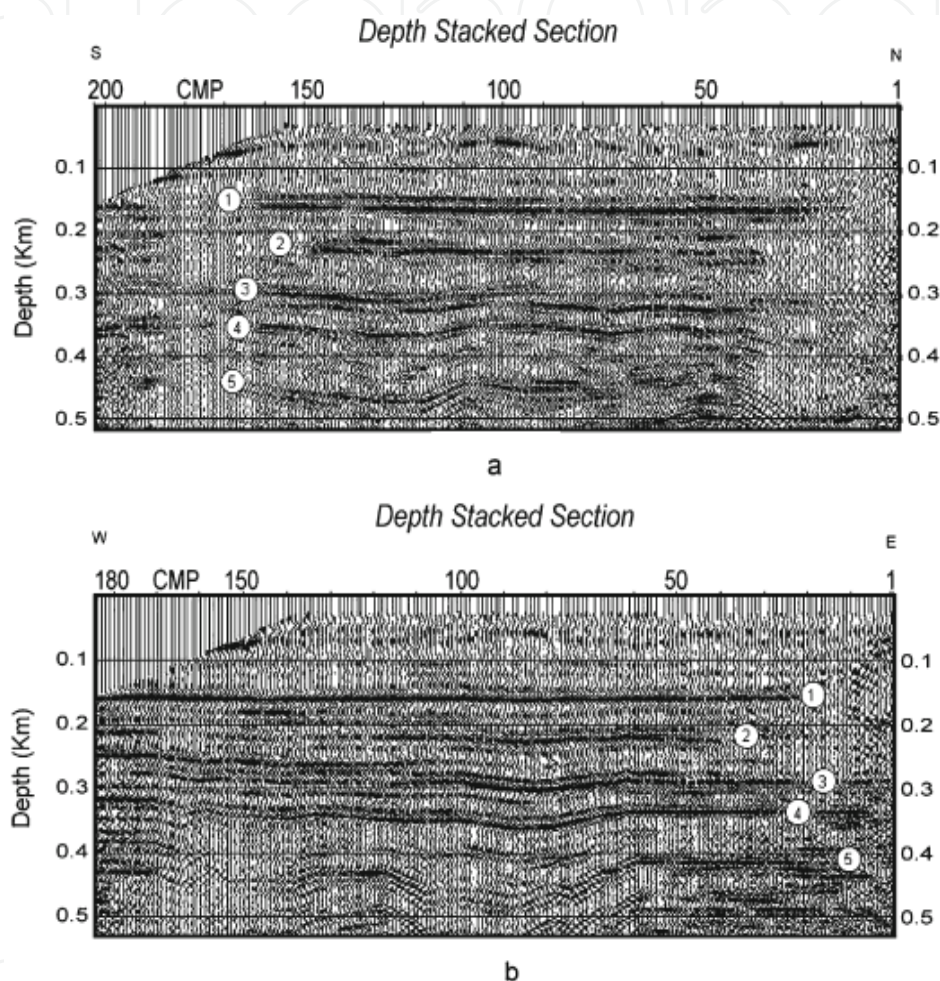 Depth Stacked Section
S N
200 CMP 150 100 50 1
0.1 0.1
1
0.2 0.2
2
0.3 0.3
3
4
0.4 0.4
5
0.5 0.5
Depth (Km)
a
Depth Stacked Section
W E
180 CMP 150 100 50 1
0.1 0.1
1
0.2 0.2
2
0.3 0.3
3
4
0.4 0.4
5
0.5 0.5
Depth (Km)
b